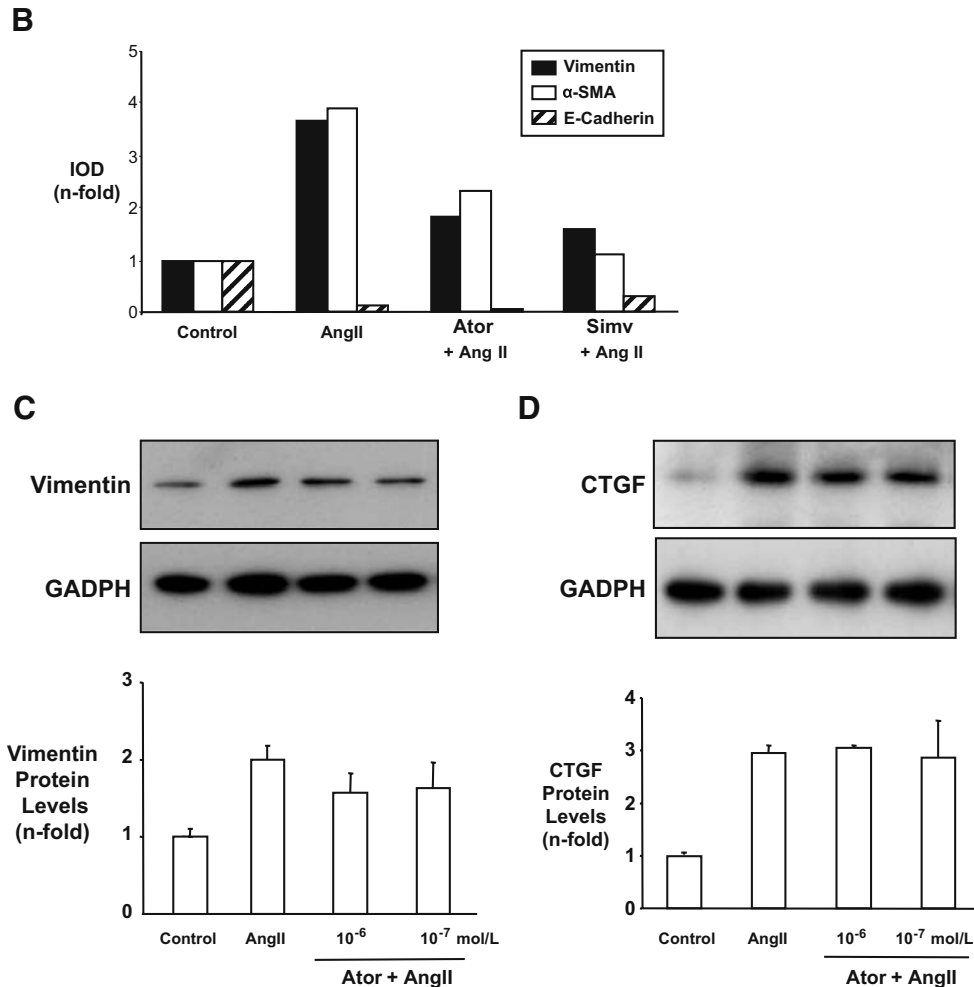 B
5
4
3
2
1
0
IOD
(n-fold)
Vimentin
α-SMA
E-Cadherin
Control
AngII
Ator
+ Ang II
Simv
+ Ang II
C
Vimentin
GADPH
3
2
1
0
Vimentin
Protein
Levels
(n-fold)
Control
AngII
10⁻⁶
10⁻⁷ mol/L
Ator + AngII
D
CTGF
GADPH
4
3
2
1
0
CTGF
Protein
Levels
(n-fold)
Control
AngII
10⁻⁶
10⁻⁷ mol/L
Ator + AngII